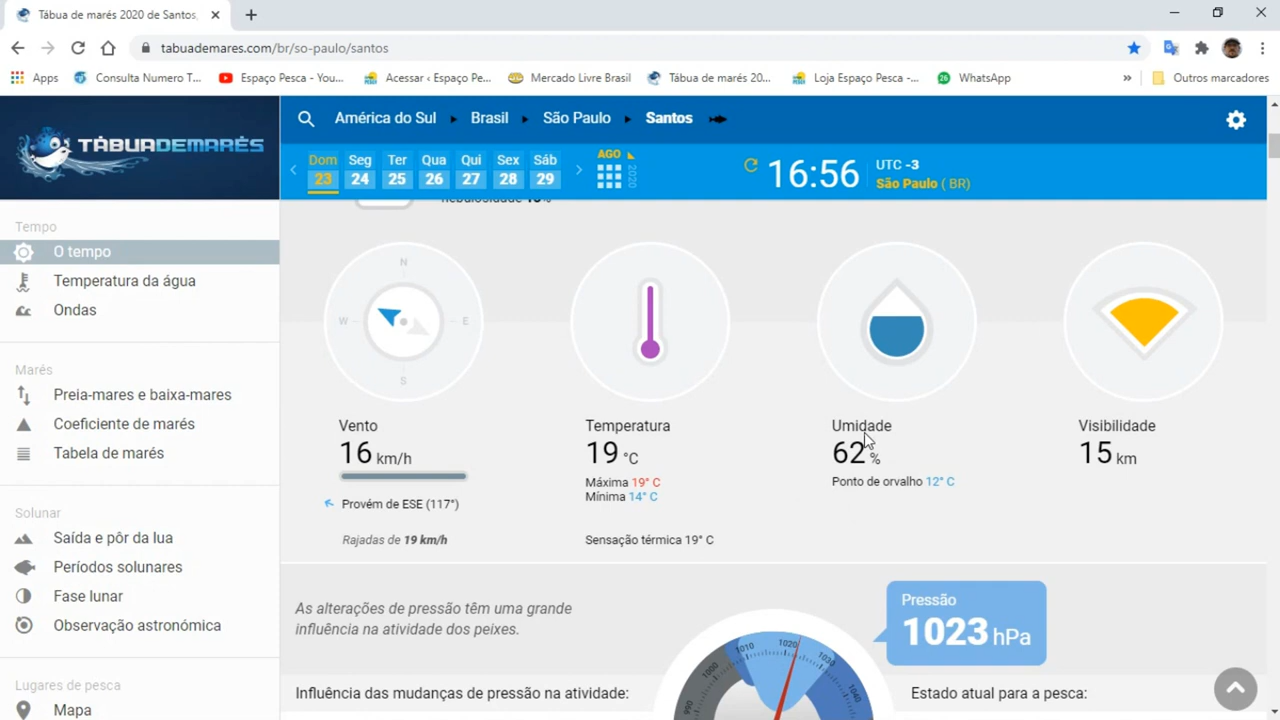 Tábua de marés 2020 de Santos,
tabuademares.com/br/so-paulo/santos
Apps
Consulta Numero T...
Espaço Pesca - You...
Acessar ‹ Espaço Pe...
Mercado Livre Brasil
Tábua de marés 20...
Loja Espaço Pesca -...
26
WhatsApp
»
Outros marcadores
TÁBUADEMARÉS
América do Sul
Brasil
São Paulo
Santos
Dom
23
Seg
24
Ter
25
Qua
26
Qui
27
Sex
28
Sáb
29
AGO
2020
16:56
UTC -3
São Paulo ( BR)
Tempo
O tempo
Temperatura da água
Ondas
Marés
Preia-mares e baixa-mares
Coeficiente de marés
Tabela de marés
Solunar
Saída e pôr da lua
Períodos solunares
Fase lunar
Observação astronómica
Lugares de pesca
Mapa
N
W
E
S
Vento
16 km/h
Provém de ESE (117°)
Rajadas de 19 km/h
Temperatura
19 °C
Máxima 19° C
Mínima 14° C
Sensação térmica 19° C
Umidade
62 %
Ponto de orvalho 12° C
Visibilidade
15 km
As alterações de pressão têm uma grande
influência na atividade dos peixes.
Influência das mudanças de pressão na atividade:
990
1000
1010
1020
1030
1040
Pressão
1023 hPa
Estado atual para a pesca: